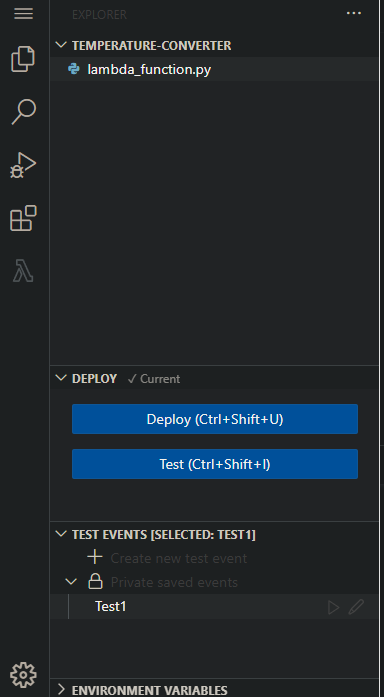 EXPLORER
TEMPERATURE-CONVERTER
lambda_function.py
DEPLOY ✓ Current
Deploy (Ctrl+Shift+U)
Test (Ctrl+Shift+I)
TEST EVENTS [SELECTED: TEST1]
Create new test event
Private saved events
Test1
ENVIRONMENT VARIABLES